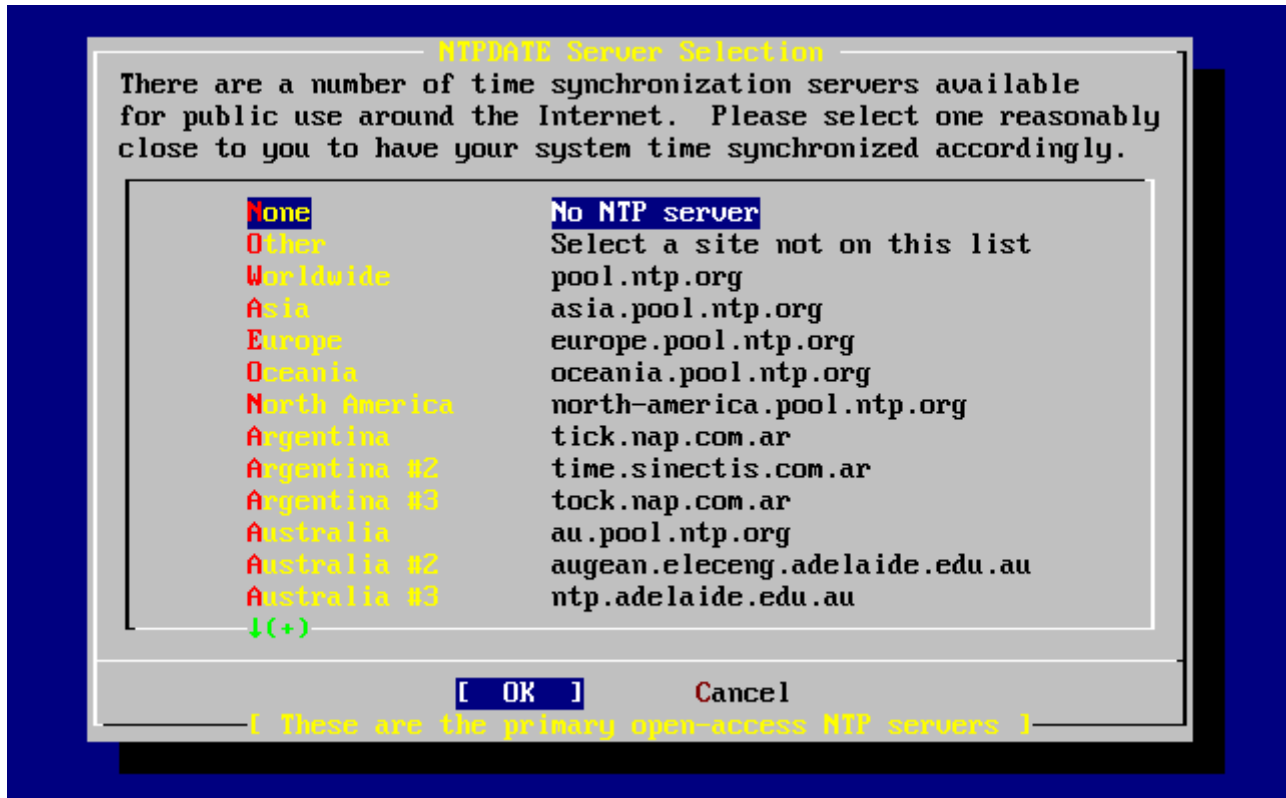 NTPDATE Server Selection
There are a number of time synchronization servers available
for public use around the Internet.  Please select one reasonably
close to you to have your system time synchronized accordingly.
None No NTP server
Other Select a site not on this list
Worldwide pool.ntp.org
Asia asia.pool.ntp.org
Europe europe.pool.ntp.org
Oceania oceania.pool.ntp.org
North America north-america.pool.ntp.org
Argentina tick.nap.com.ar
Argentina #2 time.sinectis.com.ar
Argentina #3 tock.nap.com.ar
Australia au.pool.ntp.org
Australia #2 augean.eleceng.adelaide.edu.au
Australia #3 ntp.adelaide.edu.au
↓(+)
[ OK ] Cancel
[ These are the primary open-access NTP servers ]